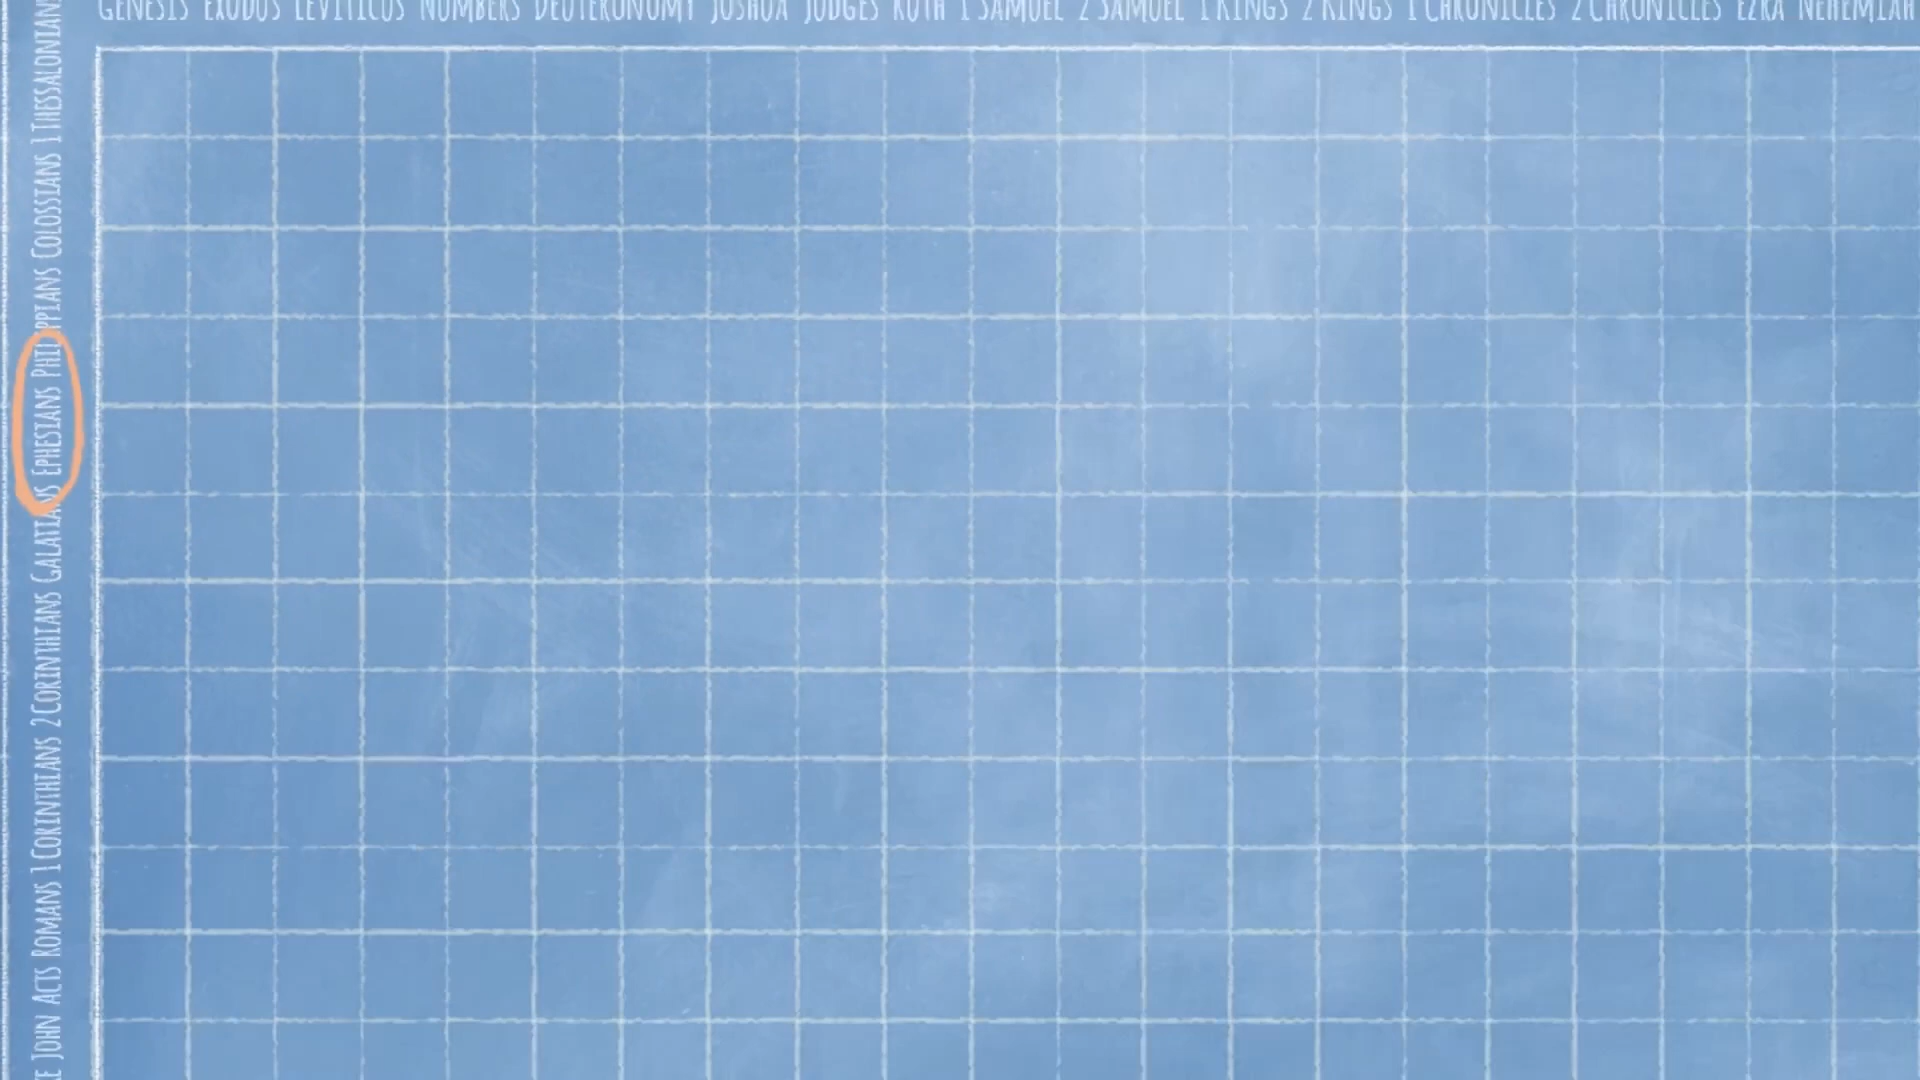 Genesis Exodus Leviticus Numbers Deuteronomy Joshua Judges Ruth 1 Samuel 2 Samuel 1 Kings 2 Kings 1 Chronicles 2 Chronicles Ezra Nehemiah
John Acts Romans 1 Corinthians 2 Corinthians Galatians Ephesians Philippians Colossians 1 Thessalonians